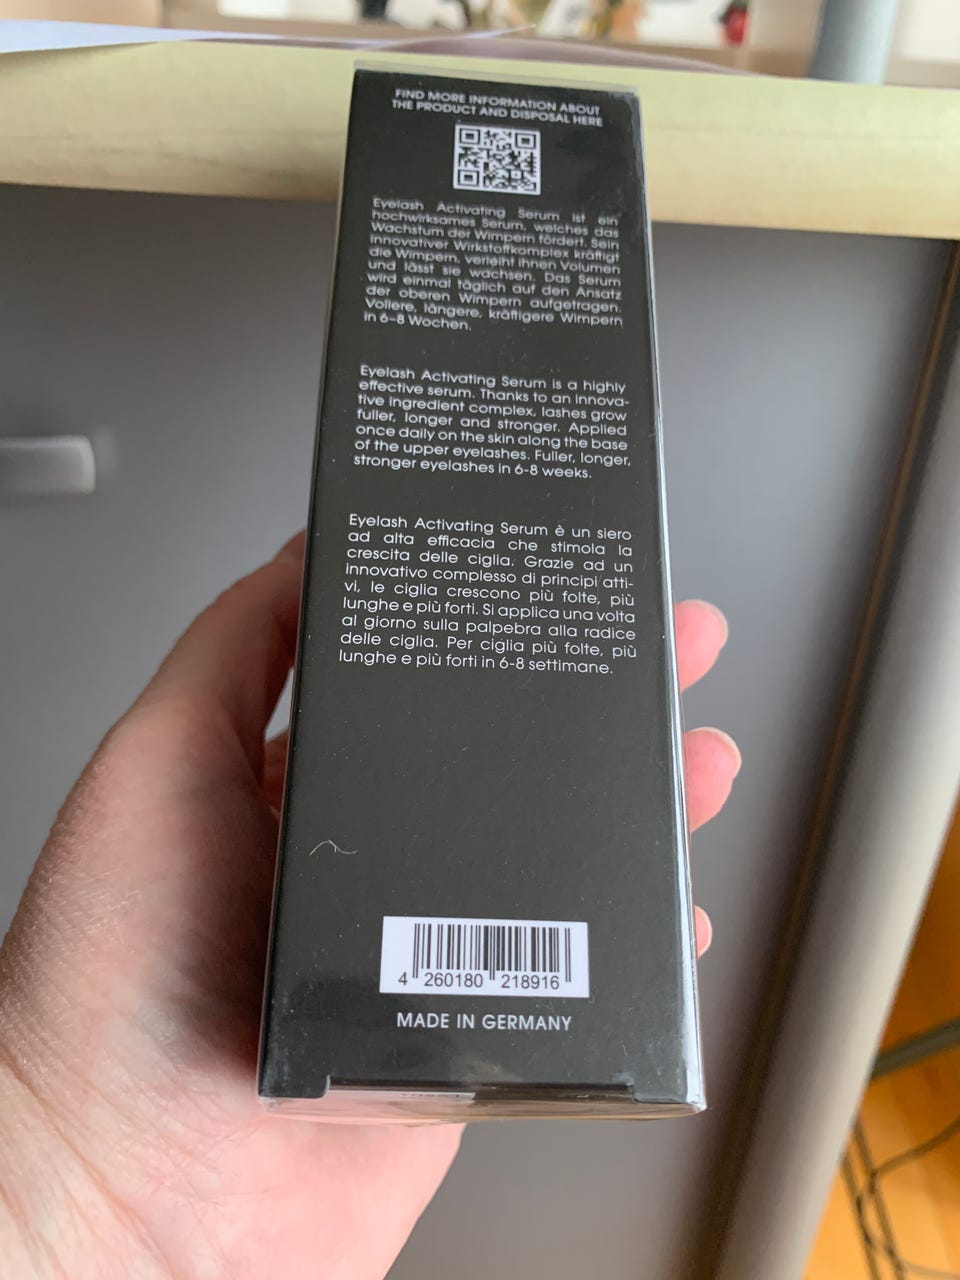 FIND MORE INFORMATION ABOUT
THE PRODUCT AND DISPOSAL HERE
Eyelash Activating Serum ist ein
hochwirksames Serum, welches das
Wachstum der Wimpern fördert. Sein
innovativer Wirkstoffkomplex kräftigt
die Wimpern, verleiht ihnen Volumen
und lässt sie wachsen. Das Serum
wird einmal täglich auf den Ansatz
der oberen Wimpern aufgetragen.
Vollere, längere, kräftigere Wimpern
in 6-8 Wochen.
Eyelash Activating Serum is a highly
effective serum. Thanks to an innova-
tive ingredient complex, lashes grow
fuller, longer and stronger. Applied
once daily on the skin along the base
of the upper eyelashes. Fuller, longer,
stronger eyelashes in 6-8 weeks.
Eyelash Activating Serum è un siero
ad alta efficacia che stimola la
crescita delle ciglia. Grazie ad un
innovativo complesso di principi atti-
vi, le ciglia crescono più folte, più
lunghe e più forti. Si applica una volta
al giorno sulla palpebra alla radice
delle ciglia. Per ciglia più folte, più
lunghe e più forti in 6-8 settimane.
4 260180 218916
MADE IN GERMANY